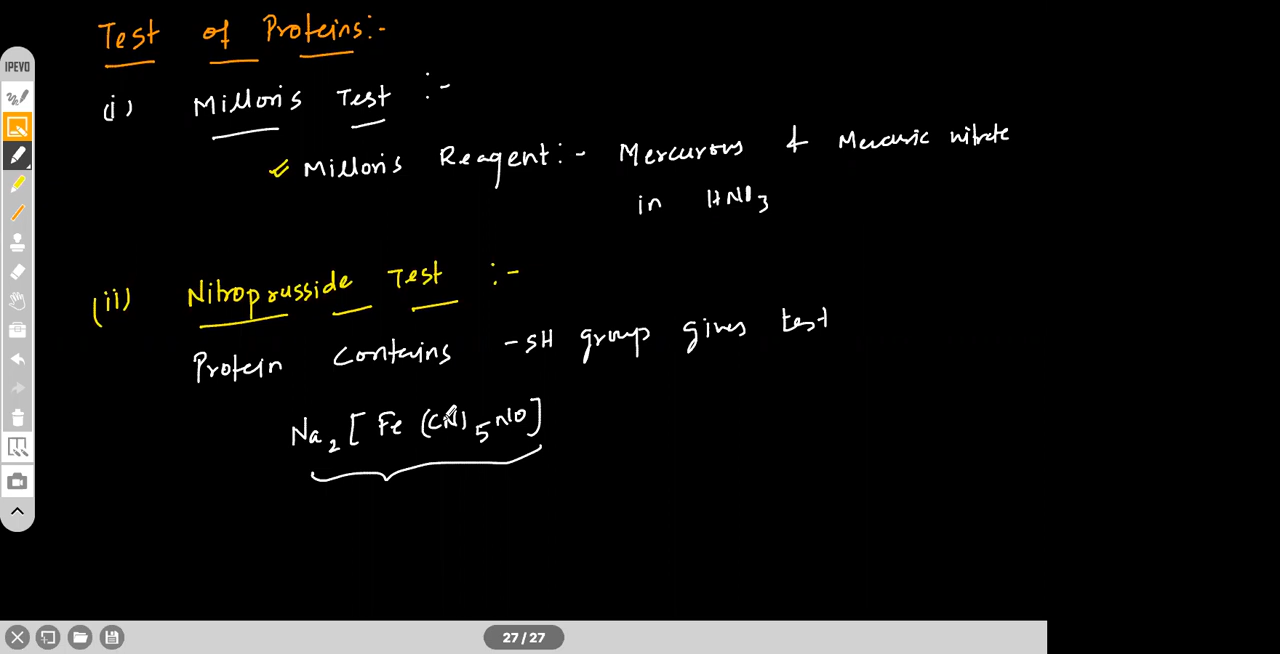 Test of Proteins:-
IPEVO
(i) Millon's Test :-
Millon's Reagent:- Mercurous & Mercuric nitrate
in HNO3
(ii) Nitroprusside Test :-
Protein Contains -SH group gives test
Na2[Fe(CN)5NO]
27/27